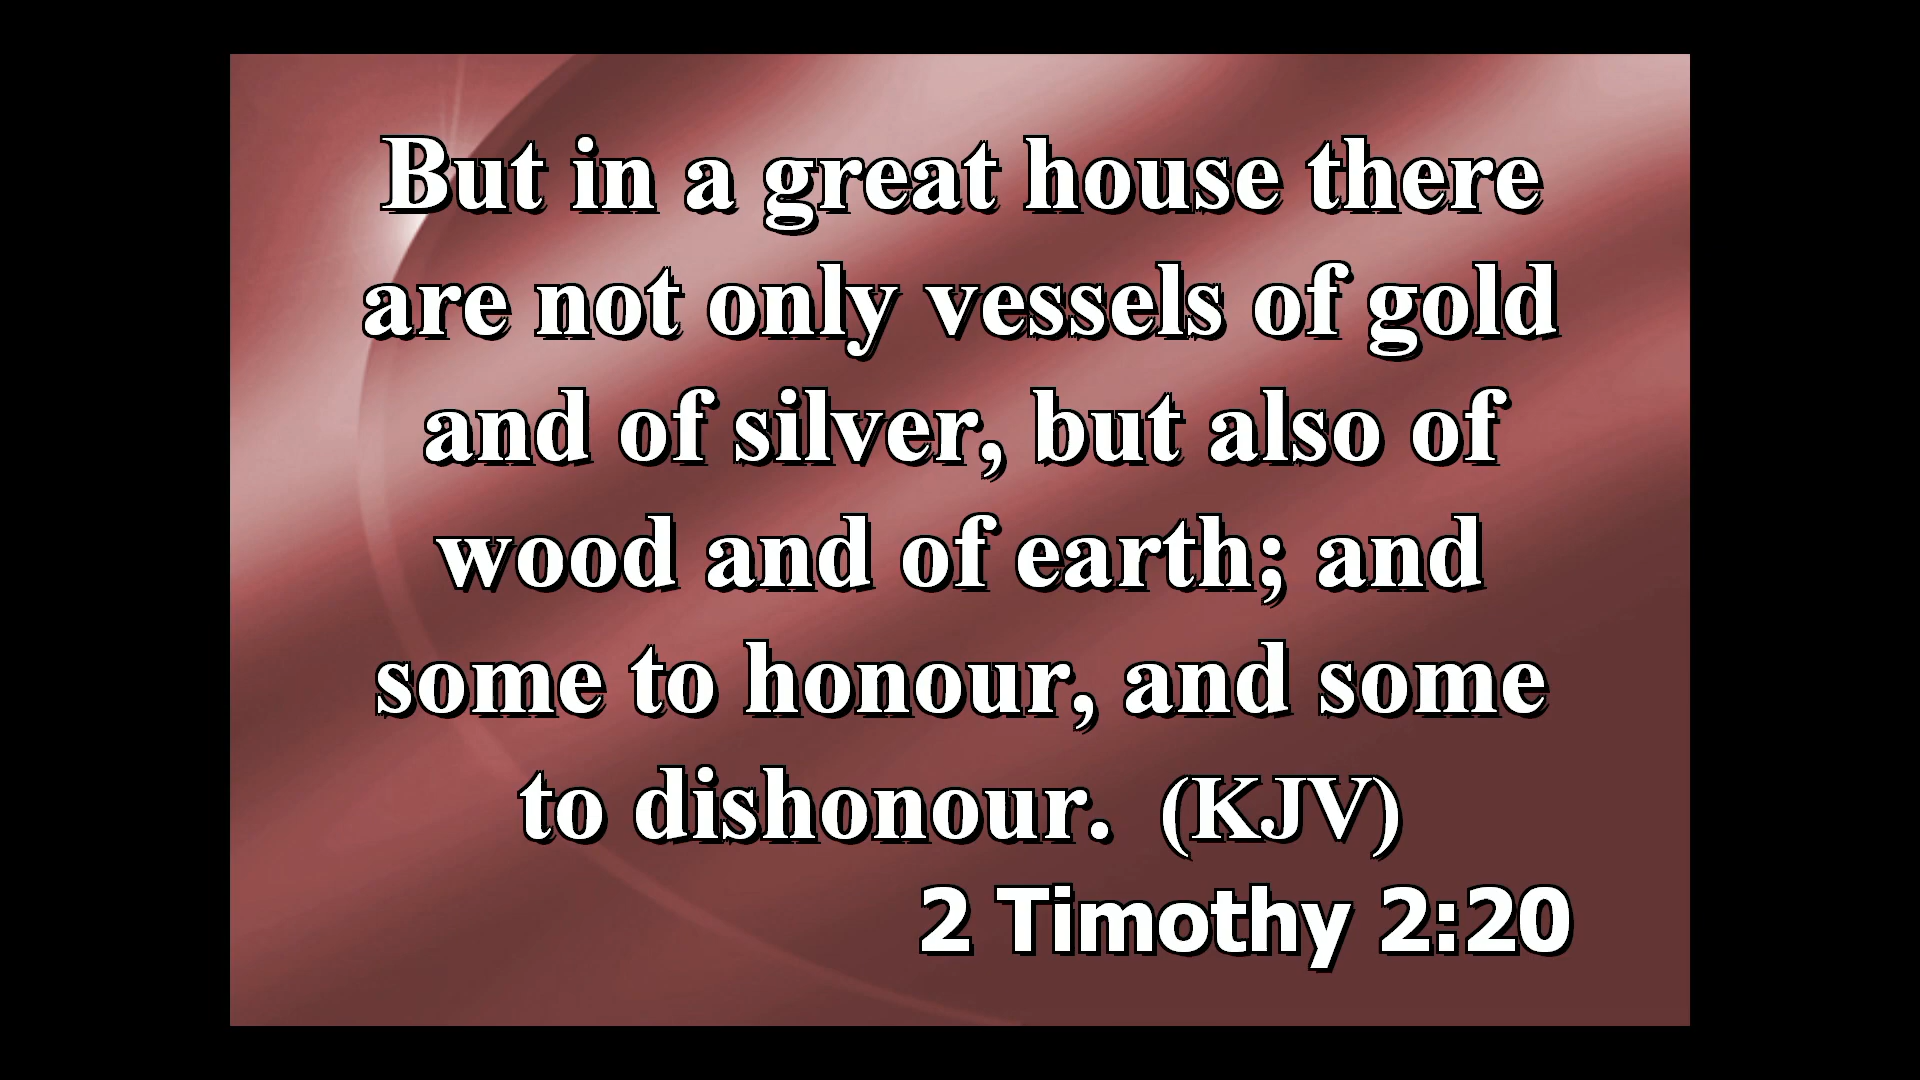 But in a great house there
are not only vessels of gold
and of silver, but also of
wood and of earth; and
some to honour, and some
to dishonour. (KJV)
2 Timothy 2:20